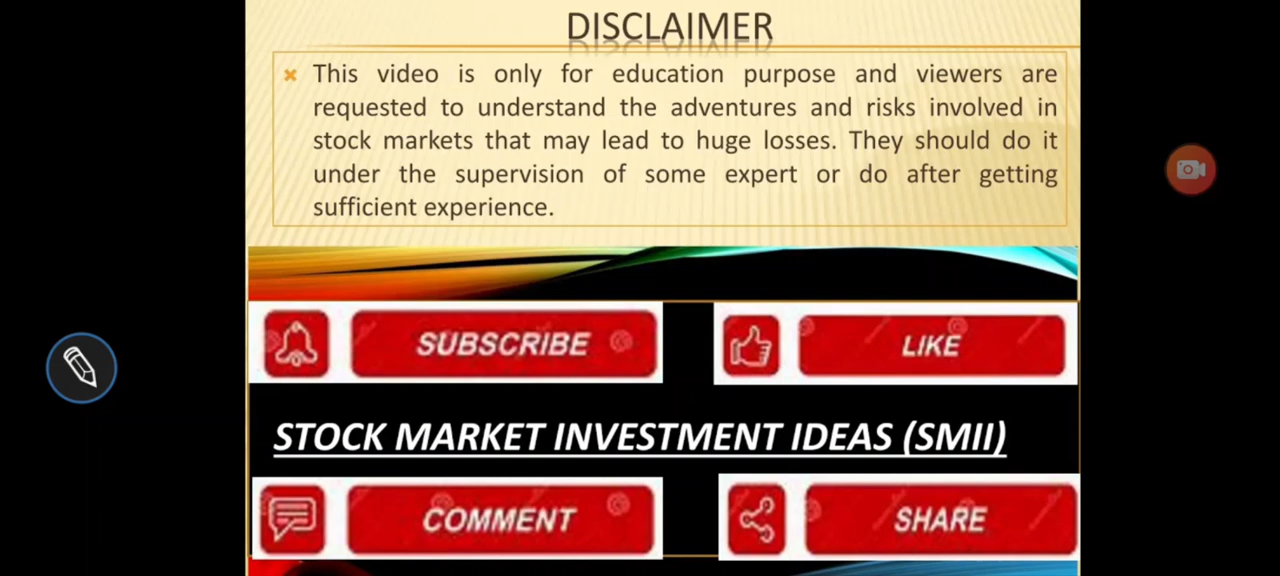 DISCLAIMER
This video is only for education purpose and viewers are
requested to understand the adventures and risks involved in
stock markets that may lead to huge losses. They should do it
under the supervision of some expert or do after getting
sufficient experience.
SUBSCRIBE
LIKE
STOCK MARKET INVESTMENT IDEAS (SMII)
COMMENT
SHARE